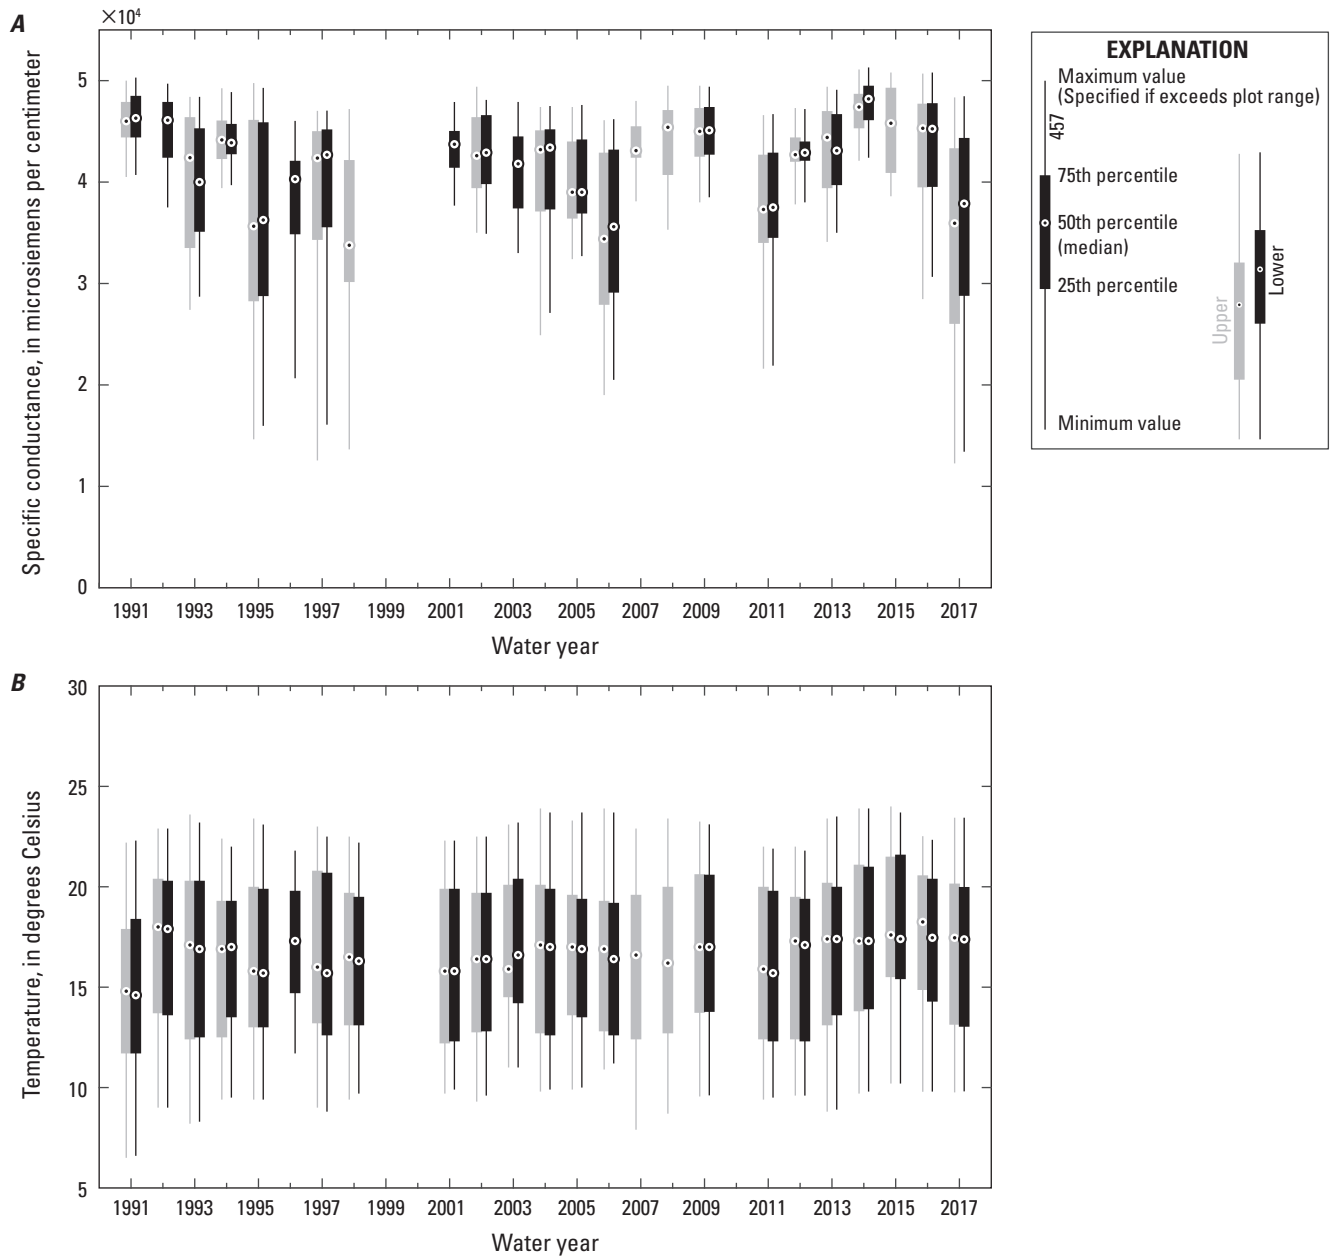 A
×10⁴
Specific conductance, in microsiemens per centimeter
5
4
3
2
1
0
1991 1993 1995 1997 1999 2001 2003 2005 2007 2009 2011 2013 2015 2017
Water year
EXPLANATION
Maximum value
(Specified if exceeds plot range)
457
75th percentile
50th percentile
(median)
25th percentile
Minimum value
Upper
Lower
B
Temperature, in degrees Celsius
30
25
20
15
10
5
1991 1993 1995 1997 1999 2001 2003 2005 2007 2009 2011 2013 2015 2017
Water year